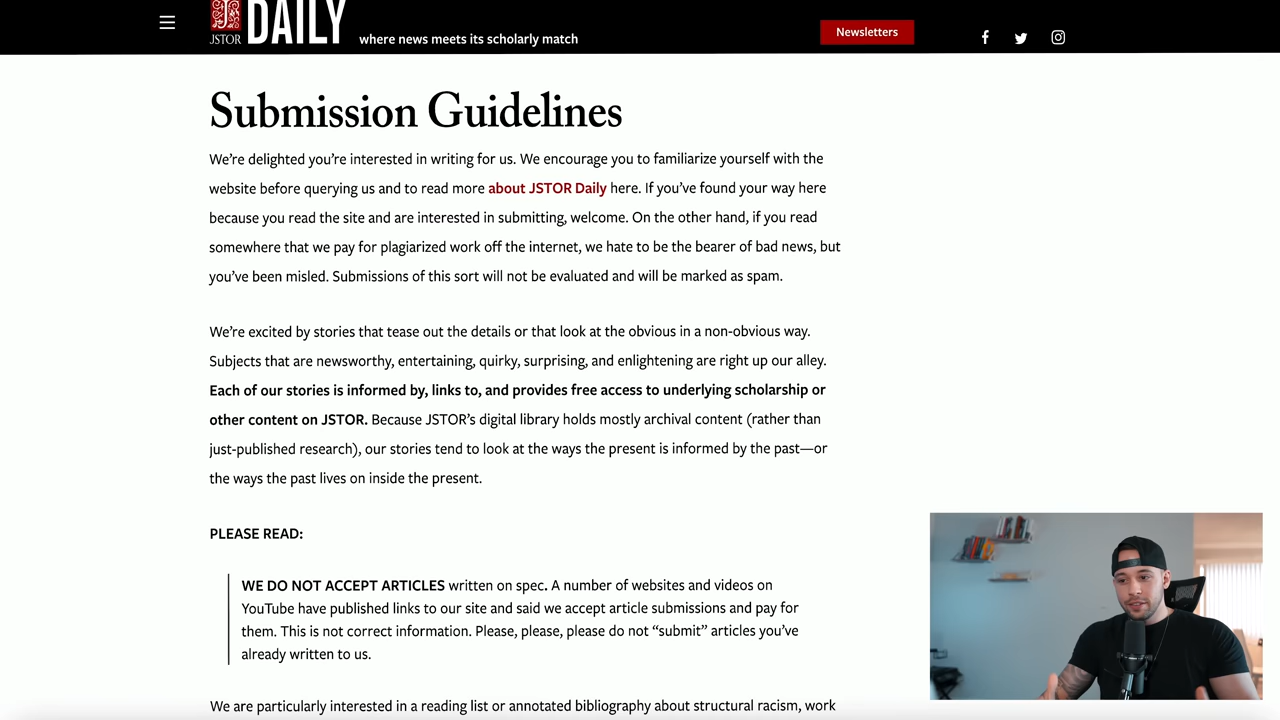 JSTOR
DAILY
where news meets its scholarly match
Newsletters
Submission Guidelines
We’re delighted you’re interested in writing for us. We encourage you to familiarize yourself with the
website before querying us and to read more about JSTOR Daily here. If you’ve found your way here
because you read the site and are interested in submitting, welcome. On the other hand, if you read
somewhere that we pay for plagiarized work off the internet, we hate to be the bearer of bad news, but
you’ve been misled. Submissions of this sort will not be evaluated and will be marked as spam.
We’re excited by stories that tease out the details or that look at the obvious in a non-obvious way.
Subjects that are newsworthy, entertaining, quirky, surprising, and enlightening are right up our alley.
Each of our stories is informed by, links to, and provides free access to underlying scholarship or
other content on JSTOR. Because JSTOR’s digital library holds mostly archival content (rather than
just-published research), our stories tend to look at the ways the present is informed by the past—or
the ways the past lives on inside the present.
PLEASE READ:
WE DO NOT ACCEPT ARTICLES written on spec. A number of websites and videos on
YouTube have published links to our site and said we accept article submissions and pay for
them. This is not correct information. Please, please, please do not “submit” articles you’ve
already written to us.
We are particularly interested in a reading list or annotated bibliography about structural racism, work